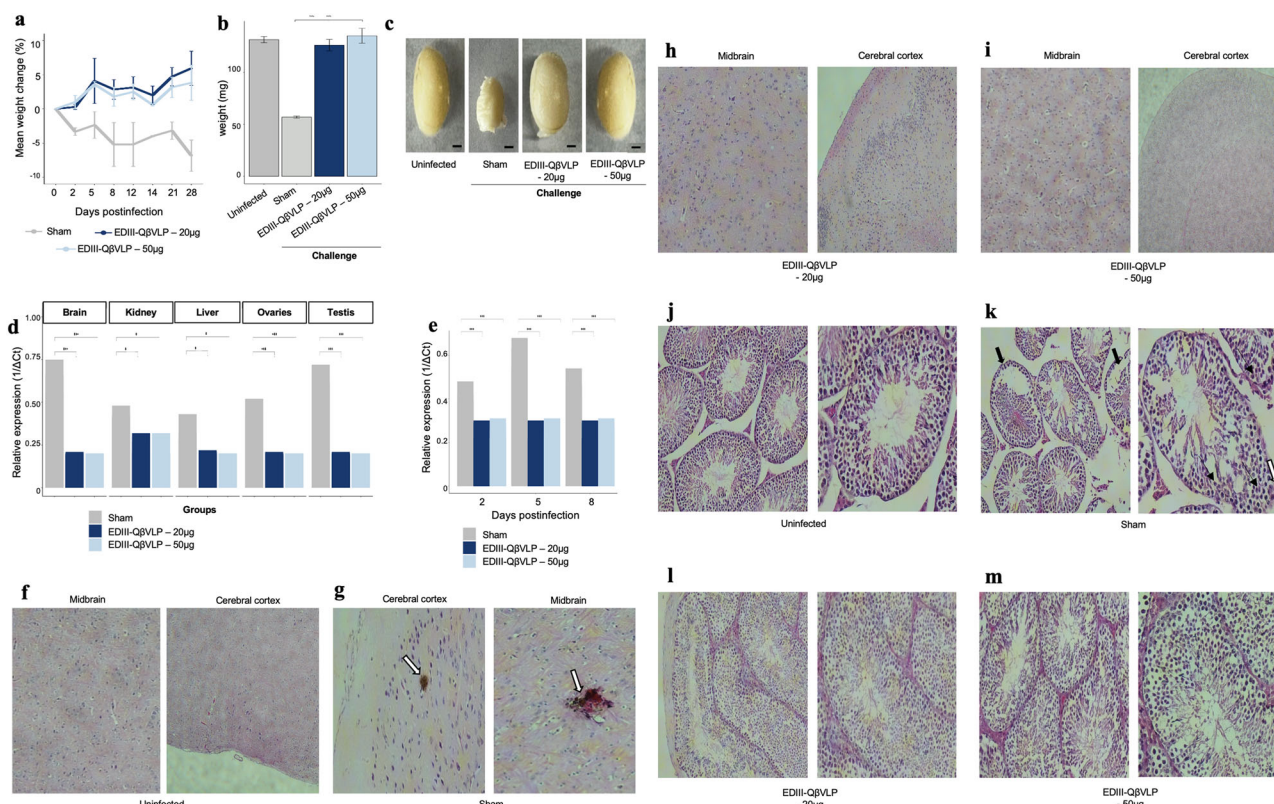 a
Mean weight change (%)
10
5
0
-5
-10
0 2 5 8 12 14 21 28
Days postinfection
Sham
EDIII-QβVLP – 20μg
EDIII-QβVLP – 50μg
b
weight (mg)
100
50
0
Uninfected
Sham
EDIII-QβVLP – 20μg
EDIII-QβVLP – 50μg
Challenge
c
Uninfected
Sham
EDIII-QβVLP
- 20μg
EDIII-QβVLP
- 50μg
Challenge
d
Brain Kidney Liver Ovaries Testis
Relative expression (1/ΔCt)
1.00
0.75
0.50
0.25
0
Groups
Sham
EDIII-QβVLP – 20μg
EDIII-QβVLP – 50μg
e
Relative expression (1/ΔCt)
0.6
0.4
0.2
0
2 5 8
Days postinfection
Sham
EDIII-QβVLP – 20μg
EDIII-QβVLP – 50μg
f
Midbrain
Cerebral cortex
Uninfected
g
Cerebral cortex
Midbrain
Sham
h
Midbrain
Cerebral cortex
EDIII-QβVLP
- 20μg
i
Midbrain
Cerebral cortex
EDIII-QβVLP
- 50μg
j
Uninfected
k
Sham
l
EDIII-QβVLP
- 20μg
m
EDIII-QβVLP
- 50μg